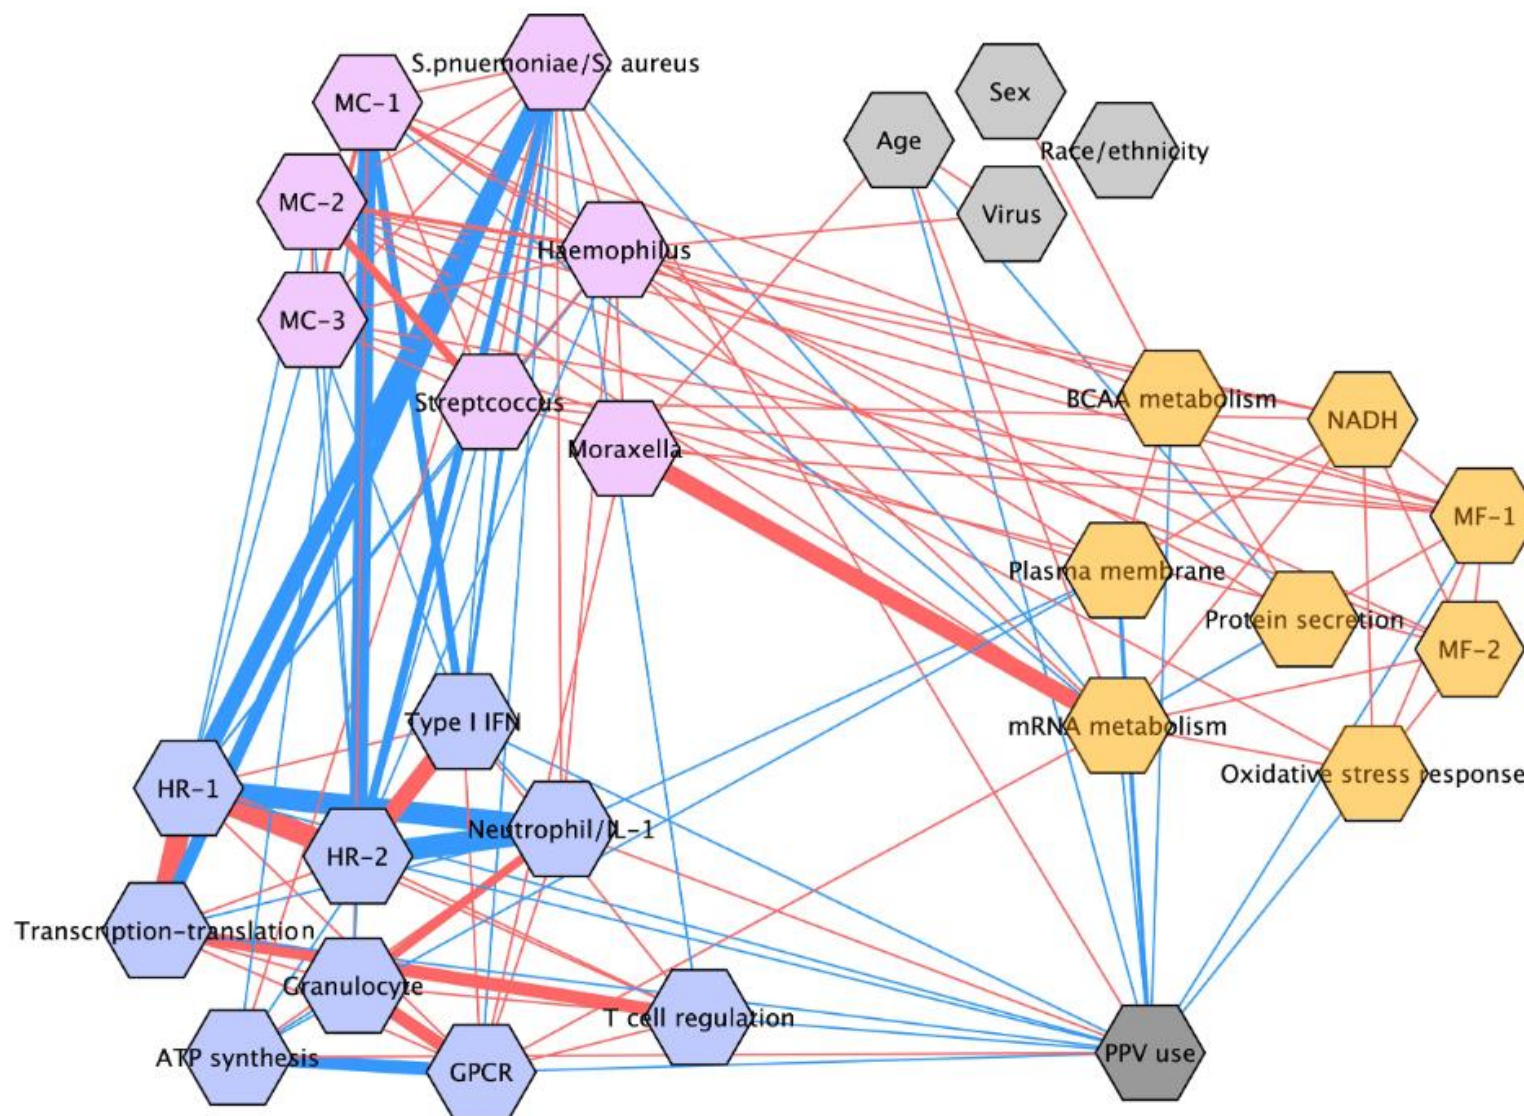 S.pnuemoniae/S. aureus
MC-1
Sex
Age
Race/ethnicity
MC-2
Virus
Haemophilus
MC-3
Streptcoccus
BCAA metabolism
NADH
Moraxella
MF-1
Plasma membrane
Protein secretion
MF-2
Type I IFN
mRNA metabolism
Oxidative stress response
HR-1
Neutrophil/IL-1
HR-2
Transcription-translation
Granulocyte
T cell regulation
ATP synthesis
GPCR
PPV use